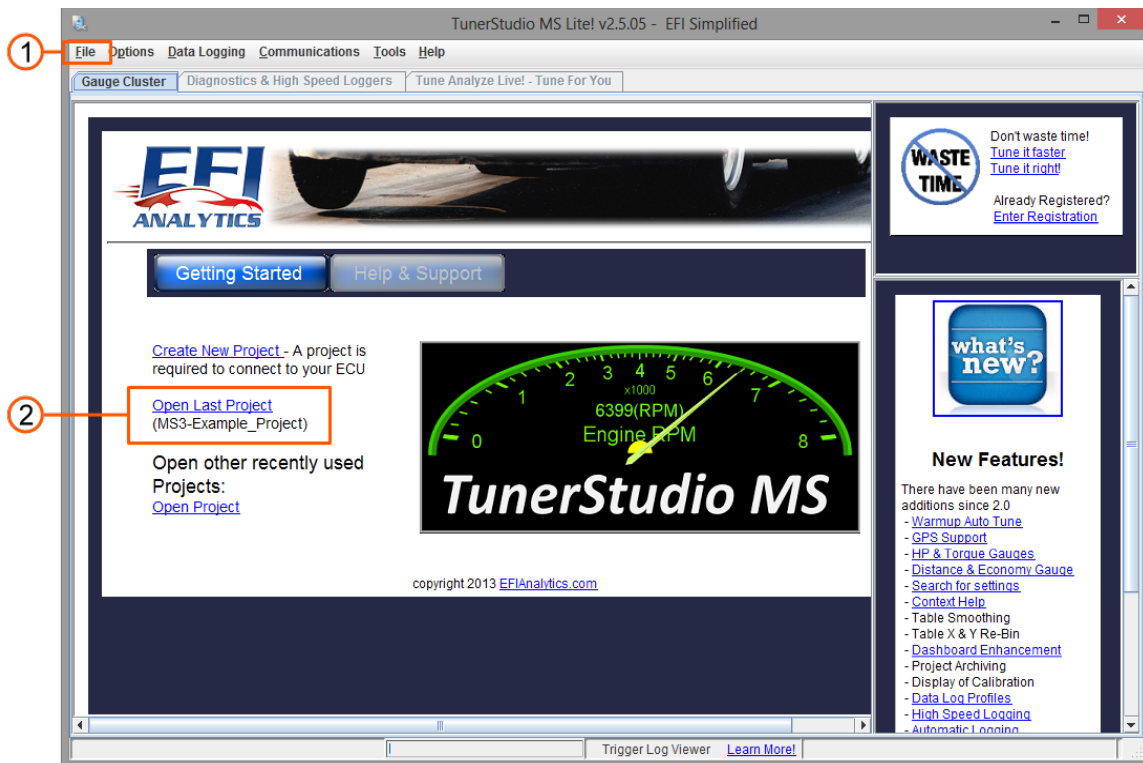 TunerStudio MS Lite! v2.5.05 - EFI Simplified
1
File Options Data Logging Communications Tools Help
Gauge Cluster Diagnostics & High Speed Loggers Tune Analyze Live! - Tune For You
EFI
ANALYTICS
Getting Started Help & Support
Create New Project - A project is
required to connect to your ECU
2
Open Last Project
(MS3-Example_Project)
Open other recently used
Projects:
Open Project
0 1 2 3 4 5 6 7 8
x1000
6399(RPM)
Engine RPM
TunerStudio MS
copyright 2013 EFIAnalytics.com
WASTE
TIME
Don't waste time!
Tune it faster
Tune it right!
Already Registered?
Enter Registration
what's
new?
New Features!
There have been many new
additions since 2.0
- Warmup Auto Tune
- GPS Support
- HP & Torque Gauges
- Distance & Economy Gauge
- Search for settings
- Context Help
- Table Smoothing
- Table X & Y Re-Bin
- Dashboard Enhancement
- Project Archiving
- Display of Calibration
- Data Log Profiles
- High Speed Logging
- Automatic Logging
Trigger Log Viewer Learn More!